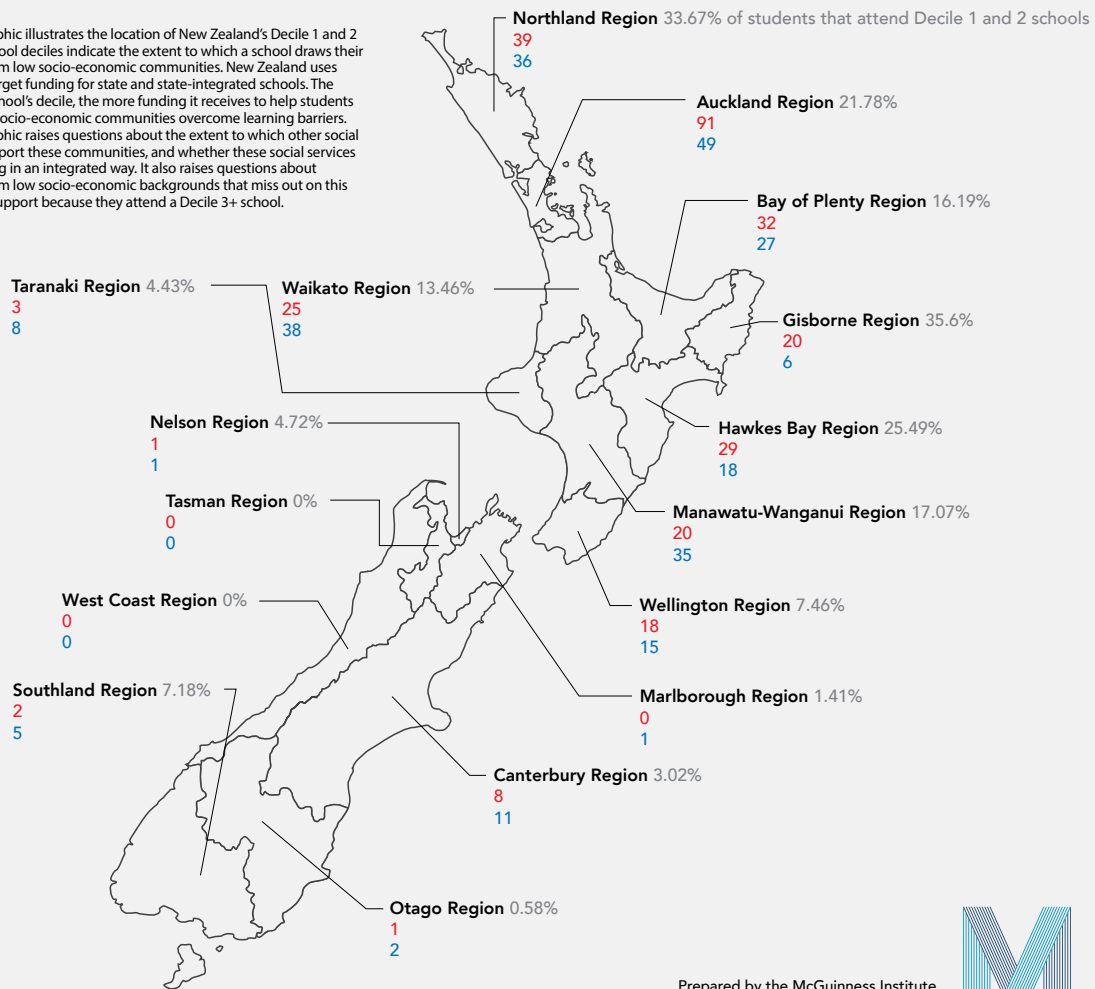 phic illustrates the location of New Zealand's Decile 1 and 2
ool deciles indicate the extent to which a school draws their
m low socio-economic communities. New Zealand uses
rget funding for state and state-integrated schools. The
chool's decile, the more funding it receives to help students
ocio-economic communities overcome learning barriers.
phic raises questions about the extent to which other social
port these communities, and whether these social services
g in an integrated way. It also raises questions about
m low socio-economic backgrounds that miss out on this
upport because they attend a Decile 3+ school.
Northland Region 33.67% of students that attend Decile 1 and 2 schools
39
36
Auckland Region 21.78%
91
49
Bay of Plenty Region 16.19%
32
27
Taranaki Region 4.43%
3
8
Waikato Region 13.46%
25
38
Gisborne Region 35.6%
20
6
Nelson Region 4.72%
1
1
Hawkes Bay Region 25.49%
29
18
Tasman Region 0%
0
0
Manawatu-Wanganui Region 17.07%
20
35
West Coast Region 0%
0
0
Wellington Region 7.46%
18
15
Southland Region 7.18%
2
5
Marlborough Region 1.41%
0
1
Canterbury Region 3.02%
8
11
Otago Region 0.58%
1
2
Prepared by the McGuinness Institute